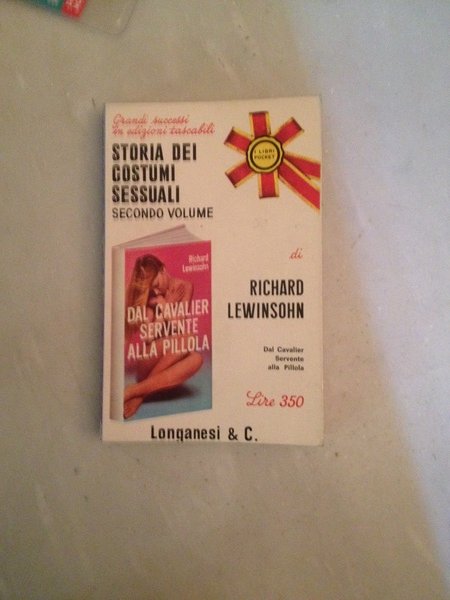 Grandi successi
in edizioni tascabili
STORIA DEI
COSTUMI
SESSUALI
SECONDO VOLUME
I LIBRI
POCKET
di
RICHARD
LEWINSOHN
Dal Cavalier
Servente
alla Pillola
Lire 350
Richard
Lewinsohn
DAL CAVALIER
SERVENTE
ALLA PILLOLA
Longanesi & C.